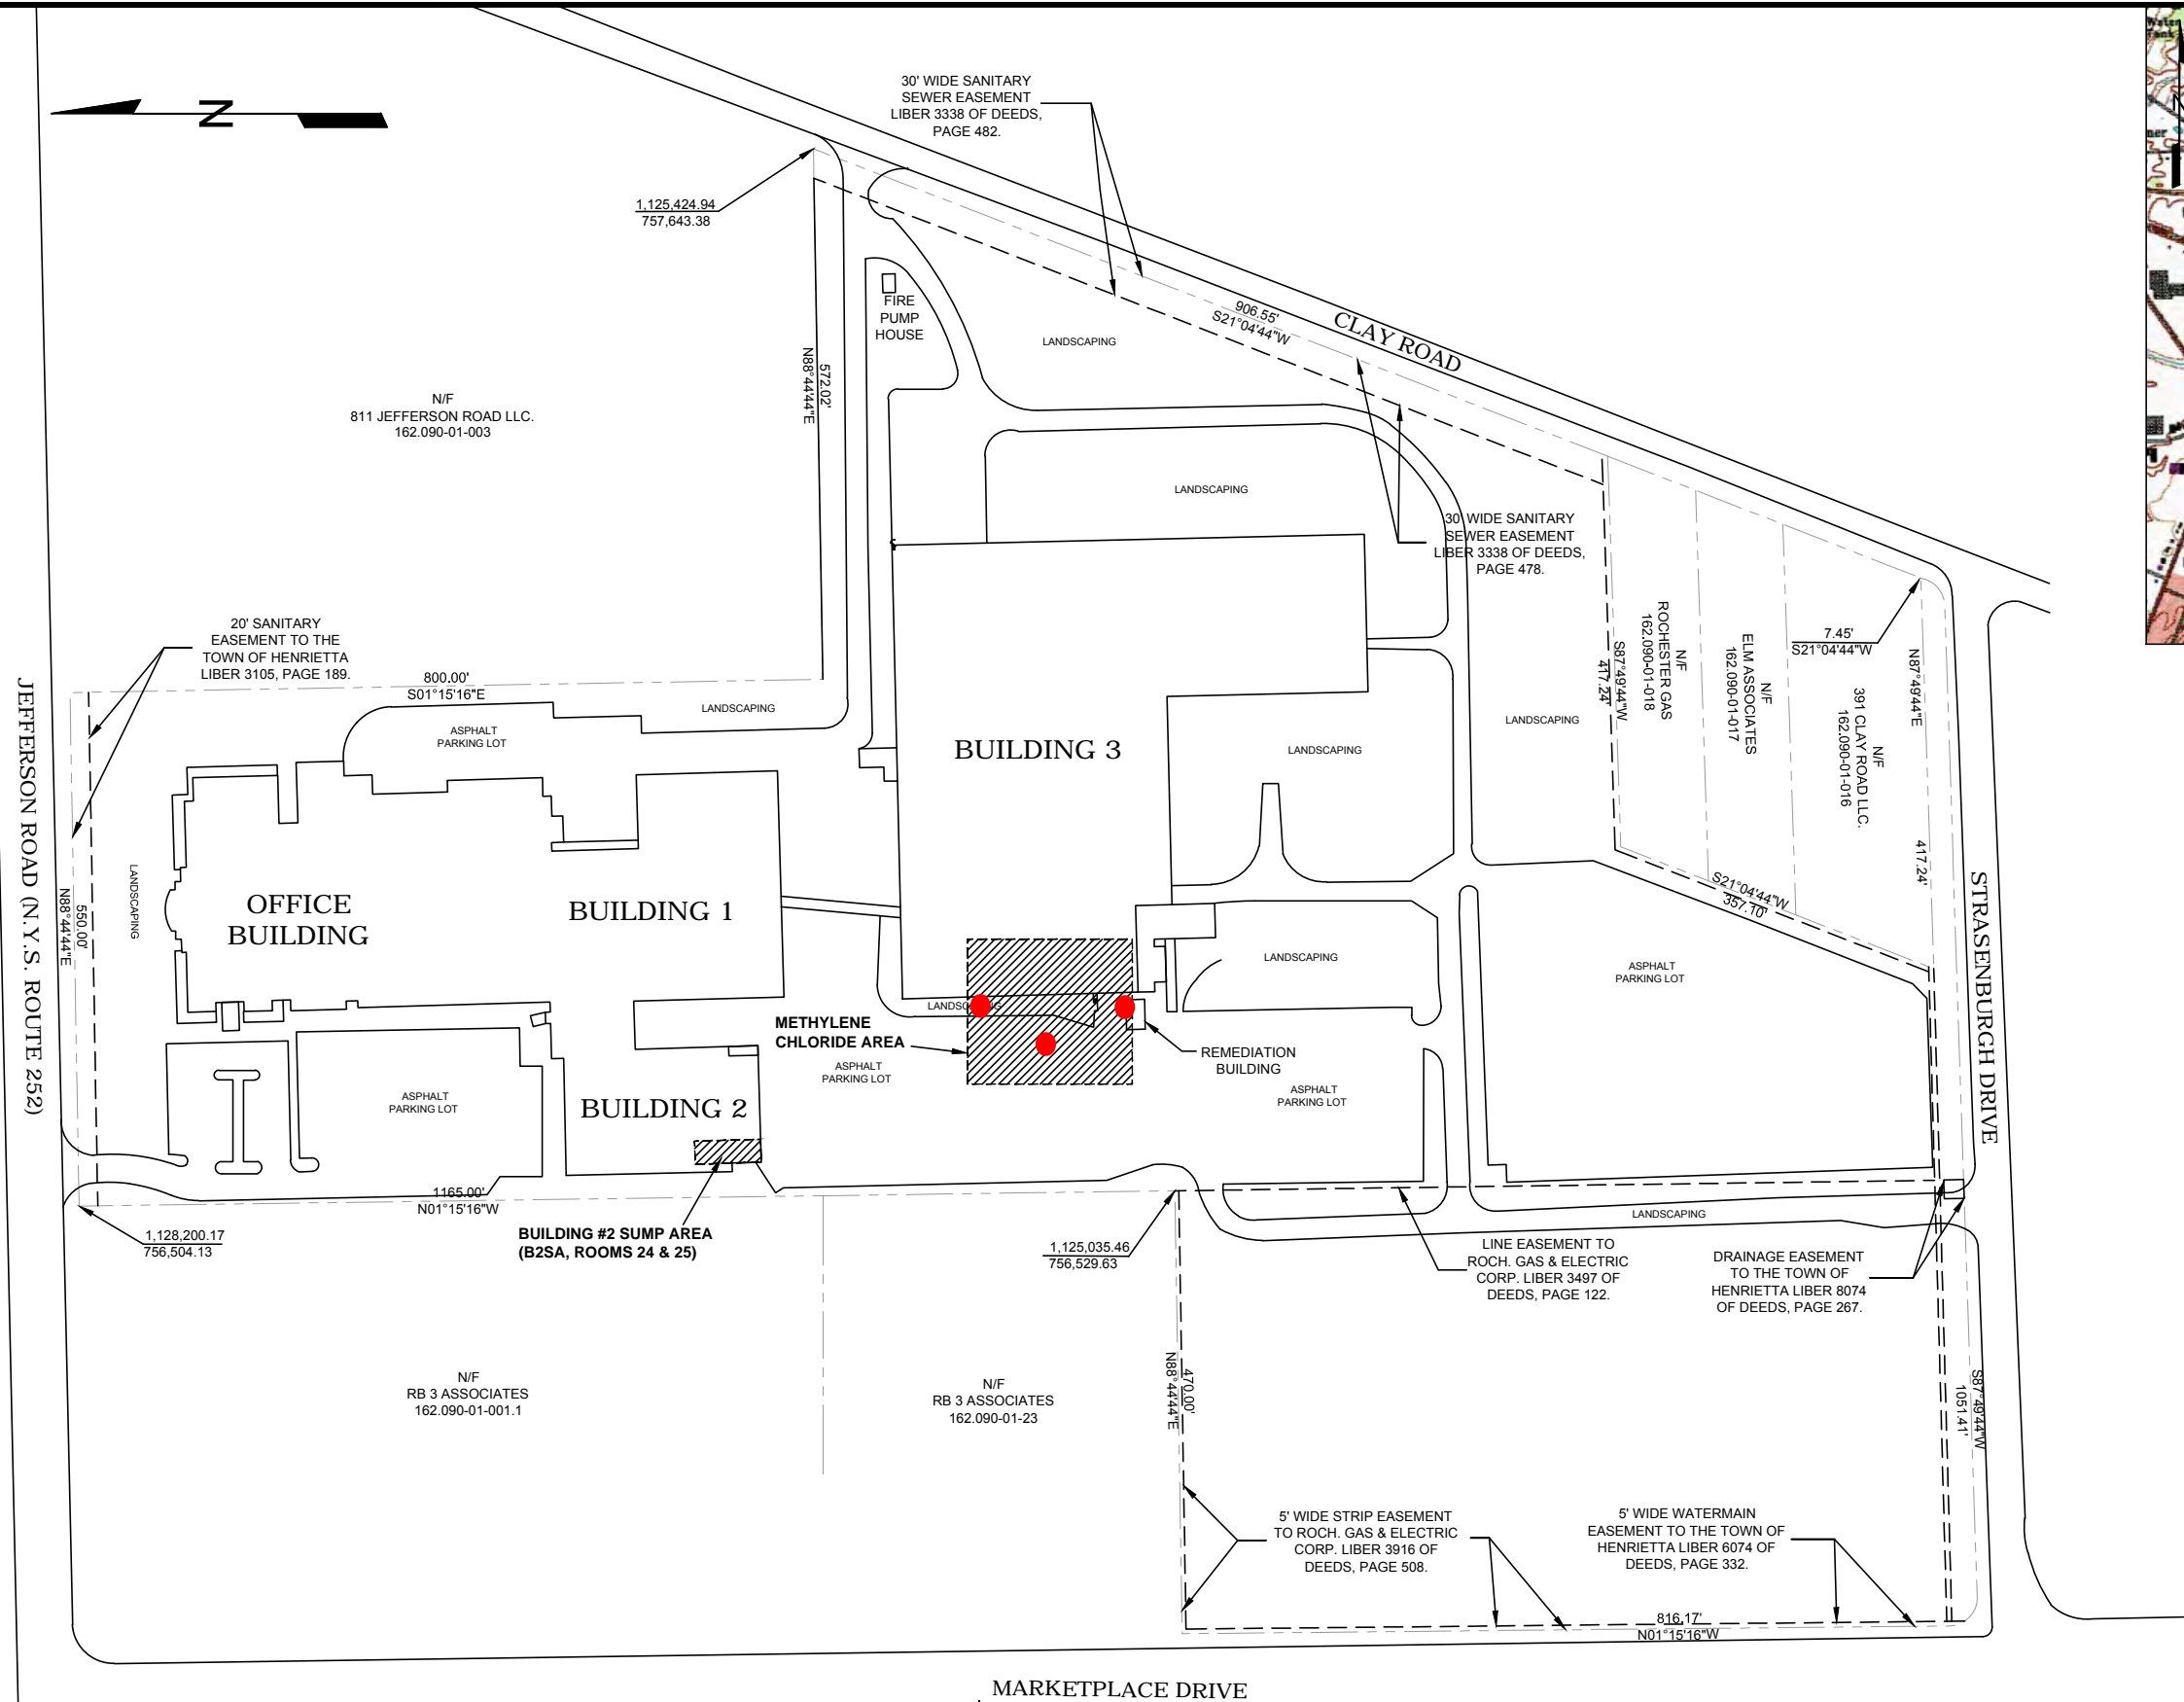 30' WIDE SANITARY
SEWER EASEMENT
LIBER 3338 OF DEEDS,
PAGE 482.
N
1,125,424.94
757,643.38
FIRE
PUMP
HOUSE
572.02'
N88°44'44"E
LANDSCAPING
906.55'
S21°04'44"W
CLAY ROAD
N/F
811 JEFFERSON ROAD LLC.
162.090-01-003
LANDSCAPING
30' WIDE SANITARY
SEWER EASEMENT
LIBER 3338 OF DEEDS,
PAGE 478.
20' SANITARY
EASEMENT TO THE
TOWN OF HENRIETTA
LIBER 3105, PAGE 189.
800.00'
S01°15'16"E
LANDSCAPING
ASPHALT
PARKING LOT
BUILDING 3
LANDSCAPING
LANDSCAPING
S87°49'44"W
417.24'
N/F
ROCHESTER GAS
162.090-01-018
N/F
ELM ASSOCIATES
162.090-01-017
7.45'
S21°04'44"W
N/F
391 CLAY ROAD LLC.
162.090-01-016
N87°49'44"E
417.24'
S21°04'44"W
357.10'
STRASENBURGH DRIVE
JEFFERSON ROAD (N.Y.S. ROUTE 252)
550.00'
N88°44'44"E
LANDSCAPING
OFFICE
BUILDING
BUILDING 1
LANDSCAPING
ASPHALT
PARKING LOT
METHYLENE
CHLORIDE AREA
ASPHALT
PARKING LOT
REMEDIATION
BUILDING
ASPHALT
PARKING LOT
ASPHALT
PARKING LOT
BUILDING 2
1165.00'
N01°15'16"W
1,128,200.17
756,504.13
BUILDING #2 SUMP AREA
(B2SA, ROOMS 24 & 25)
1,125,035.46
756,529.63
LANDSCAPING
LINE EASEMENT TO
ROCH. GAS & ELECTRIC
CORP. LIBER 3497 OF
DEEDS, PAGE 122.
DRAINAGE EASEMENT
TO THE TOWN OF
HENRIETTA LIBER 8074
OF DEEDS, PAGE 267.
N/F
RB 3 ASSOCIATES
162.090-01-001.1
N/F
RB 3 ASSOCIATES
162.090-01-23
470.00'
N88°44'44"E
S87°49'44"W
1051.41'
5' WIDE STRIP EASEMENT
TO ROCH. GAS & ELECTRIC
CORP. LIBER 3916 OF
DEEDS, PAGE 508.
5' WIDE WATERMAIN
EASEMENT TO THE TOWN OF
HENRIETTA LIBER 6074 OF
DEEDS, PAGE 332.
816.17'
N01°15'16"W
MARKETPLACE DRIVE